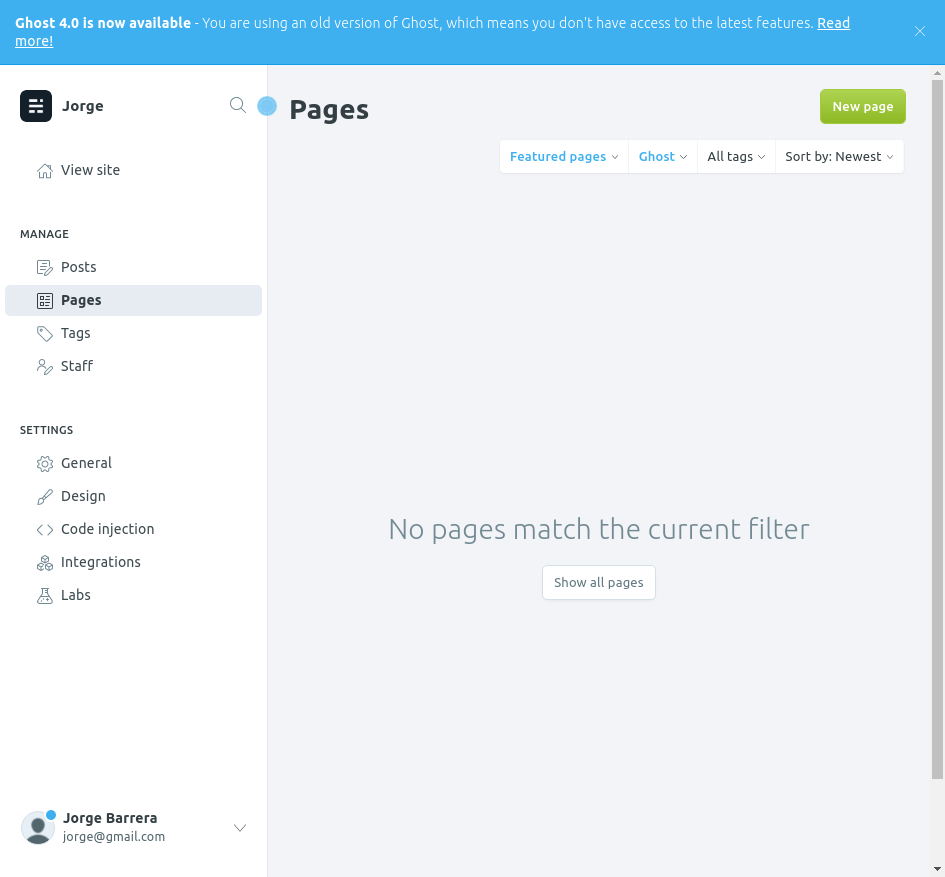 Ghost 4.0 is now available - You are using an old version of Ghost, which means you don't have access to the latest features. Read
more!
Jorge
Pages
New page
Featured pages
Ghost
All tags
Sort by: Newest
View site
MANAGE
Posts
Pages
Tags
Staff
SETTINGS
General
Design
Code injection
Integrations
Labs
No pages match the current filter
Show all pages
Jorge Barrera
jorge@gmail.com